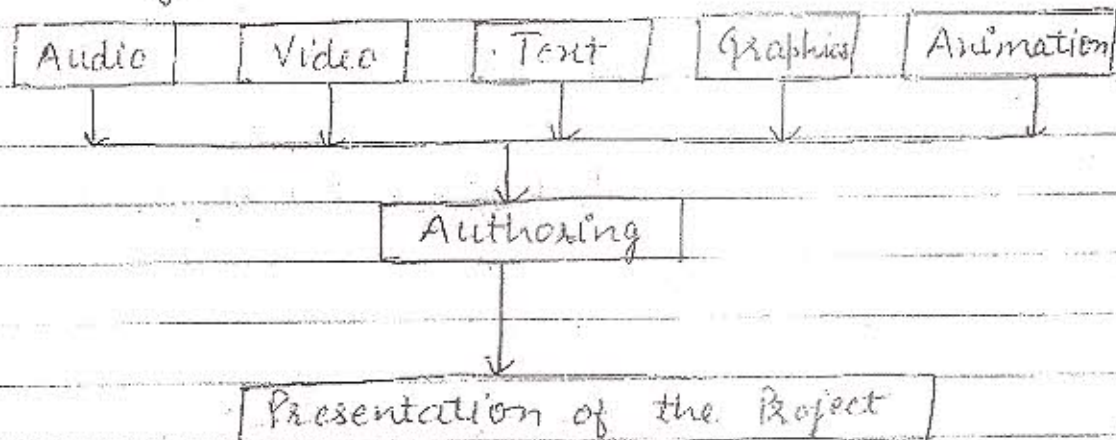 Audio Video Text Graphics Animation
Authoring
Presentation of the Project